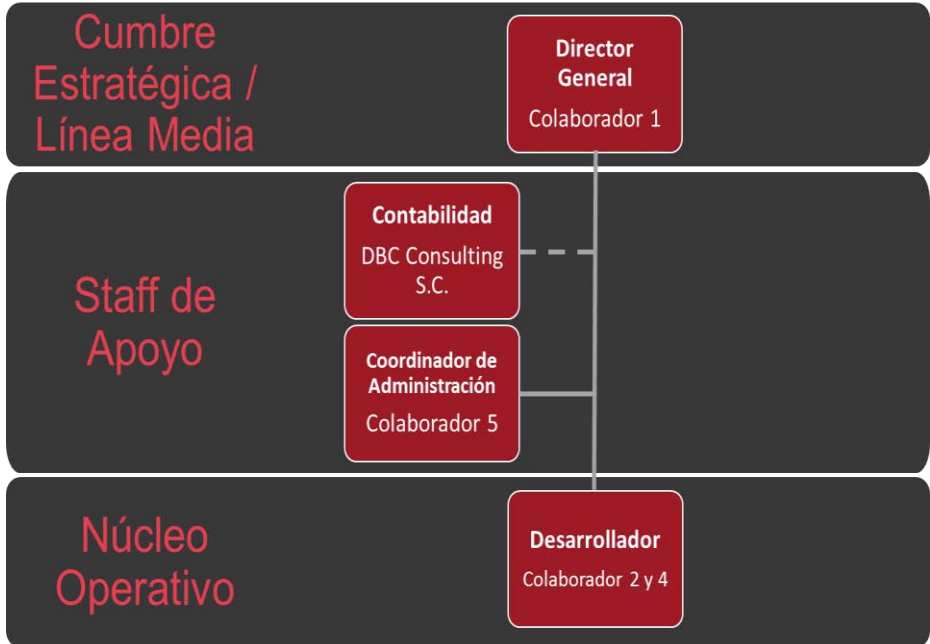 Cumbre
Estratégica /
Línea Media
Director
General
Colaborador 1
Staff de
Apoyo
Contabilidad
DBC Consulting
S.C.
Coordinador de
Administración
Colaborador 5
Núcleo
Operativo
Desarrollador
Colaborador 2 y 4